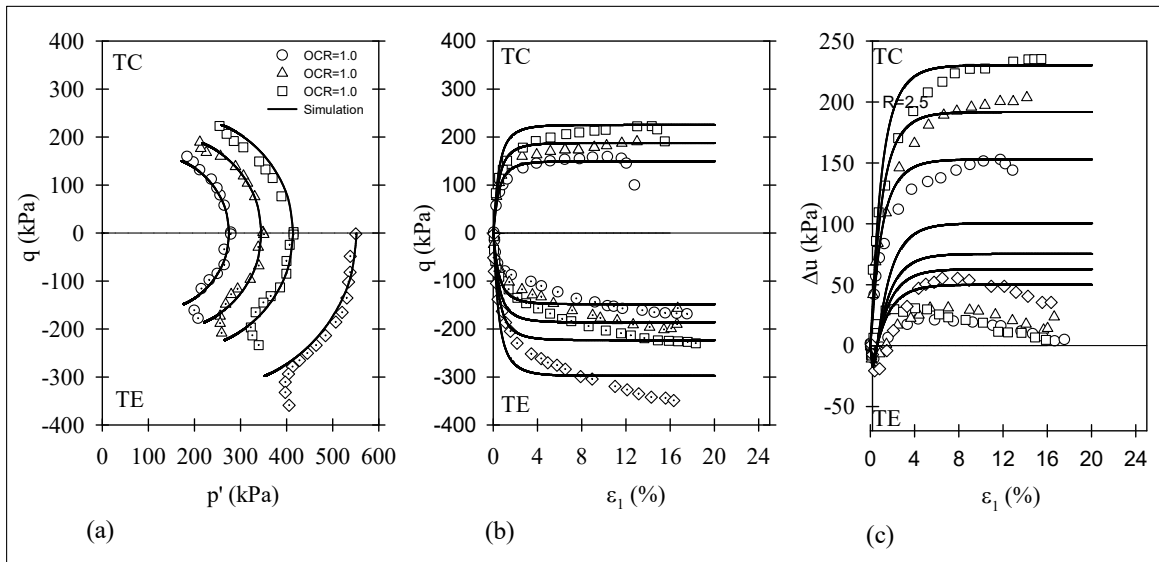 400
300
200
100
0
-100
-200
-300
-400
q (kPa)
TC
OCR=1.0
OCR=1.0
OCR=1.0
Simulation
TE
0 100 200 300 400 500 600
p' (kPa)
(a)
400
300
200
100
0
-100
-200
-300
-400
q (kPa)
TC
TE
0 4 8 12 16 20 24
ε1 (%)
(b)
250
200
150
100
50
0
-50
Δu (kPa)
TC
R=2.5
TE
0 4 8 12 16 20 24
ε1 (%)
(c)